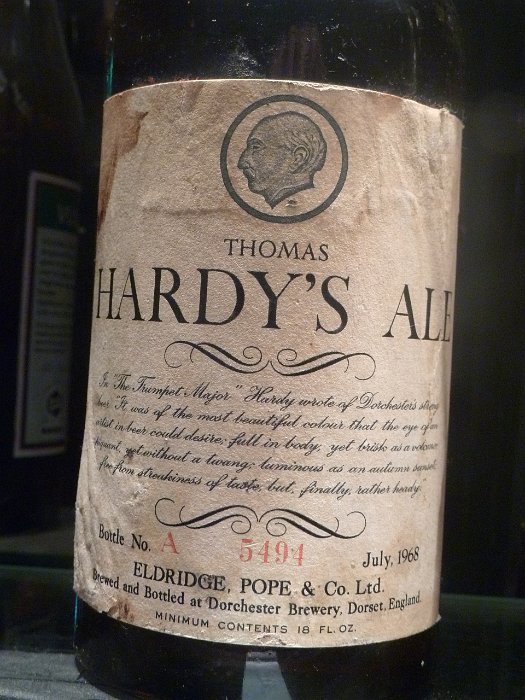 THOMAS
HARDY'S ALE
In "The Trumpet Major" Hardy wrote of Dorchester's strong
beer "It was of the most beautiful colour that the eye of an
artist in beer could desire; full in body, yet brisk as a volcano;
piquant, yet without a twang; luminous as an autumn sunset;
free from streakiness of taste; but, finally, rather heady."
Bottle No. A 5494 July, 1968
ELDRIDGE, POPE & Co. Ltd.
Brewed and Bottled at Dorchester Brewery, Dorset, England.
MINIMUM CONTENTS 18 FL. OZ.